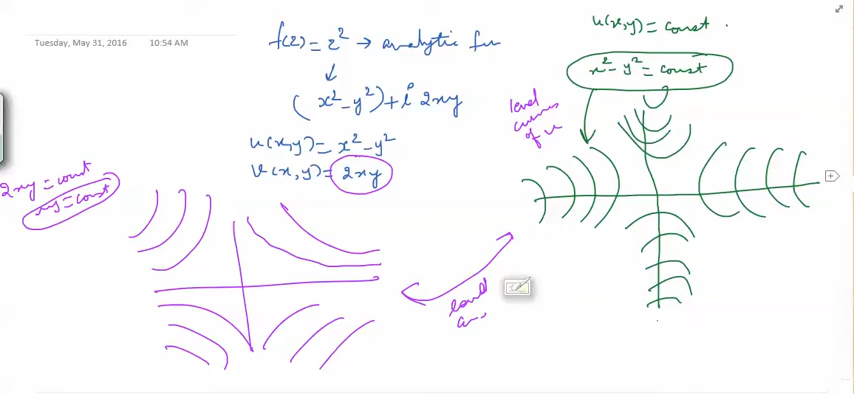 Tuesday, May 31, 2016 10:54 AM
f(z) = z² → analytic fun
(x² − y²) + i 2xy
u(x,y) = x² − y²
v(x,y) = 2xy
2xy = const
xy = const
u(x,y) = const.
x² − y² = const
level
curves
of u
level